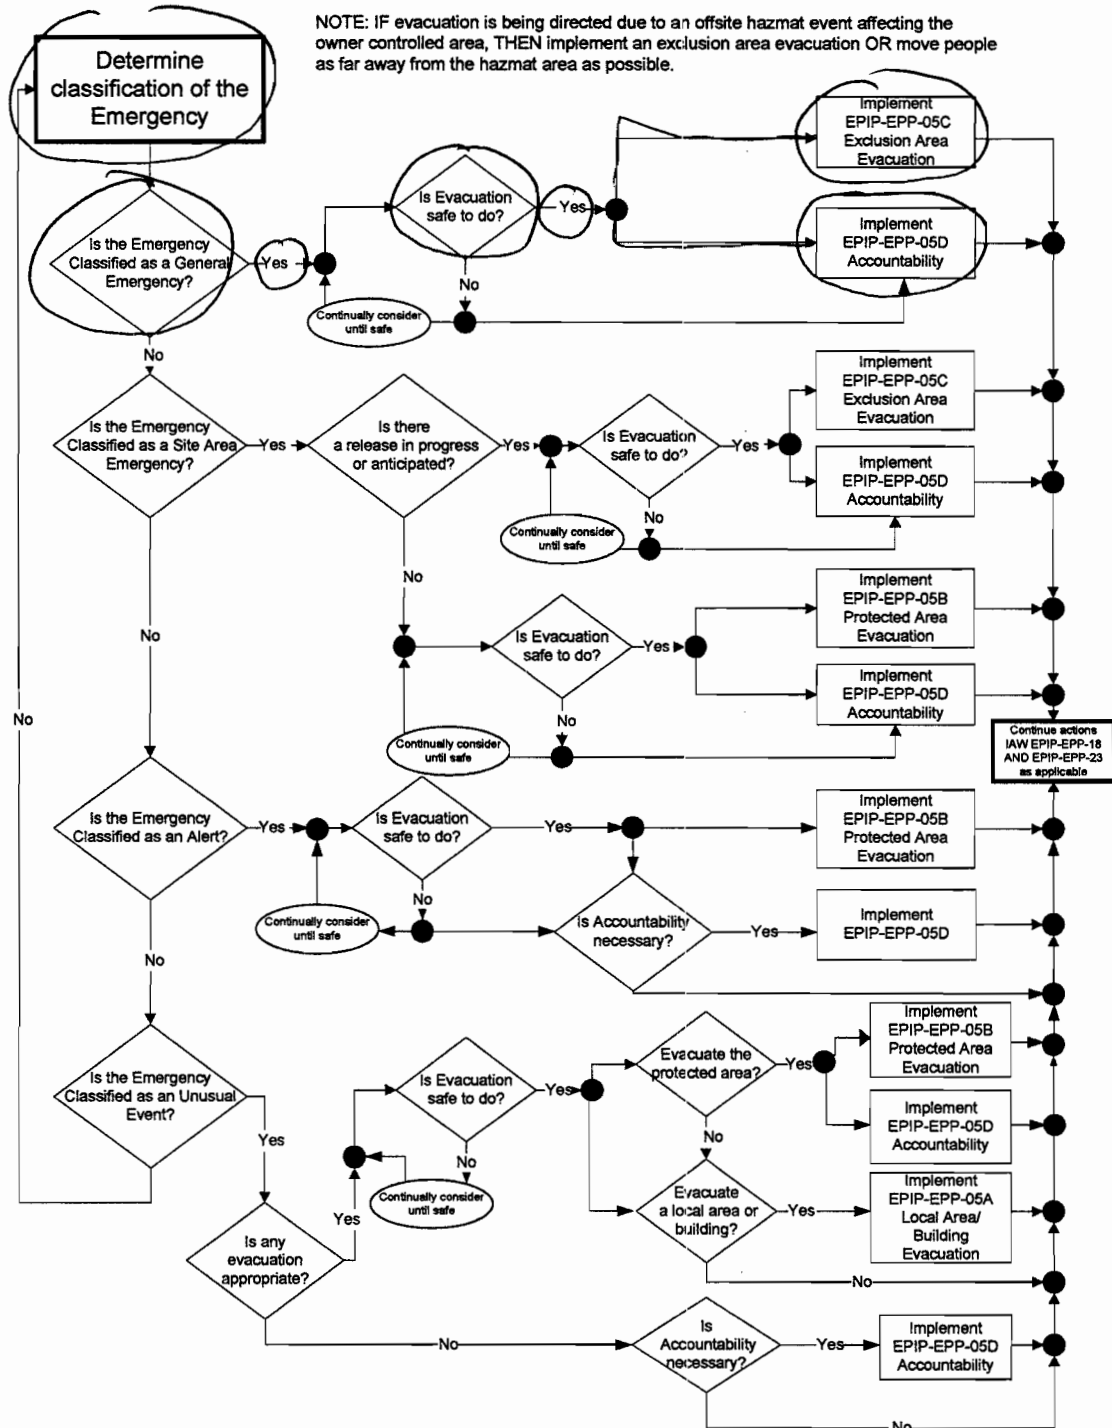 NOTE: IF evacuation is being directed due to an offsite hazmat event affecting the
owner controlled area, THEN implement an exclusion area evacuation OR move people
as far away from the hazmat area as possible.
Determine
classification of the
Emergency
Implement
EPIP-EPP-05C
Exclusion Area
Evacuation
Is Evacuation
safe to do?
Yes
Implement
EPIP-EPP-05D
Accountability
Is the Emergency
Classified as a General
Emergency?
Yes
No
Continually consider
until safe
No
Implement
EPIP-EPP-05C
Exclusion Area
Evacuation
Is the Emergency
Classified as a Site Area
Emergency?
Yes
Is there
a release in progress
or anticipated?
Yes
Is Evacuation
safe to do?
Yes
Implement
EPIP-EPP-05D
Accountability
No
Continually consider
until safe
No
No
Implement
EPIP-EPP-05B
Protected Area
Evacuation
Is Evacuation
safe to do?
Yes
Implement
EPIP-EPP-05D
Accountability
No
No
Continually consider
until safe
Continue actions
IAW EPIP-EPP-18
AND EPIP-EPP-23
as applicable
Is the Emergency
Classified as an Alert?
Yes
Is Evacuation
safe to do?
Yes
Implement
EPIP-EPP-05B
Protected Area
Evacuation
No
Continually consider
until safe
Is Accountability
necessary?
Yes
Implement
EPIP-EPP-05D
No
Is the Emergency
Classified as an Unusual
Event?
Yes
Is Evacuation
safe to do?
Yes
Evacuate the
protected area?
Yes
Implement
EPIP-EPP-05B
Protected Area
Evacuation
Implement
EPIP-EPP-05D
Accountability
No
No
Continually consider
until safe
Evacuate
a local area or
building?
Yes
Implement
EPIP-EPP-05A
Local Area/
Building
Evacuation
Yes
Is any
evacuation
appropriate?
No
No
Is
Accountability
necessary?
Yes
Implement
EPIP-EPP-05D
Accountability
No